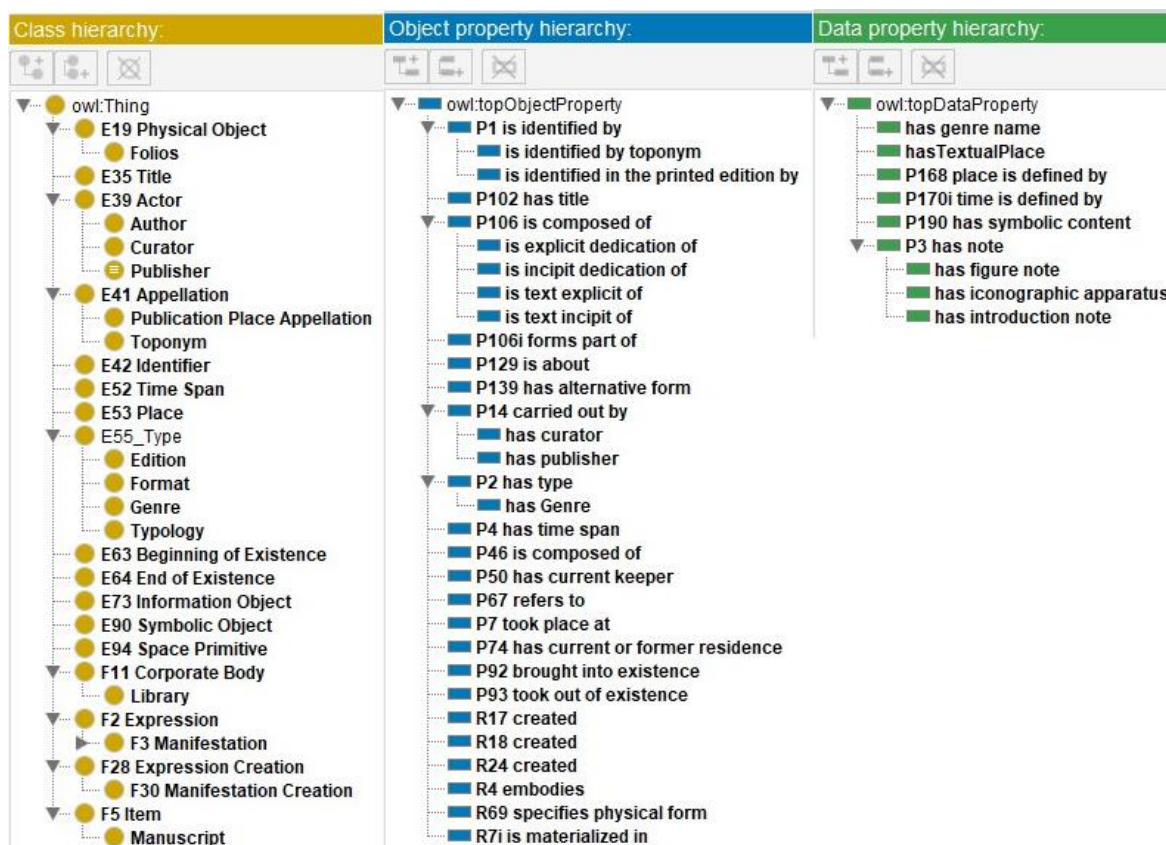 Class hierarchy:
owl:Thing
E19 Physical Object
Folios
E35 Title
E39 Actor
Author
Curator
Publisher
E41 Appellation
Publication Place Appellation
Toponym
E42 Identifier
E52 Time Span
E53 Place
E55_Type
Edition
Format
Genre
Typology
E63 Beginning of Existence
E64 End of Existence
E73 Information Object
E90 Symbolic Object
E94 Space Primitive
F11 Corporate Body
Library
F2 Expression
F3 Manifestation
F28 Expression Creation
F30 Manifestation Creation
F5 Item
Manuscript
Object property hierarchy:
owl:topObjectProperty
P1 is identified by
is identified by toponym
is identified in the printed edition by
P102 has title
P106 is composed of
is explicit dedication of
is incipit dedication of
is text explicit of
is text incipit of
P106i forms part of
P129 is about
P139 has alternative form
P14 carried out by
has curator
has publisher
P2 has type
has Genre
P4 has time span
P46 is composed of
P50 has current keeper
P67 refers to
P7 took place at
P74 has current or former residence
P92 brought into existence
P93 took out of existence
R17 created
R18 created
R24 created
R4 embodies
R69 specifies physical form
R7i is materialized in
Data property hierarchy:
owl:topDataProperty
has genre name
hasTextualPlace
P168 place is defined by
P170i time is defined by
P190 has symbolic content
P3 has note
has figure note
has iconographic apparatus
has introduction note